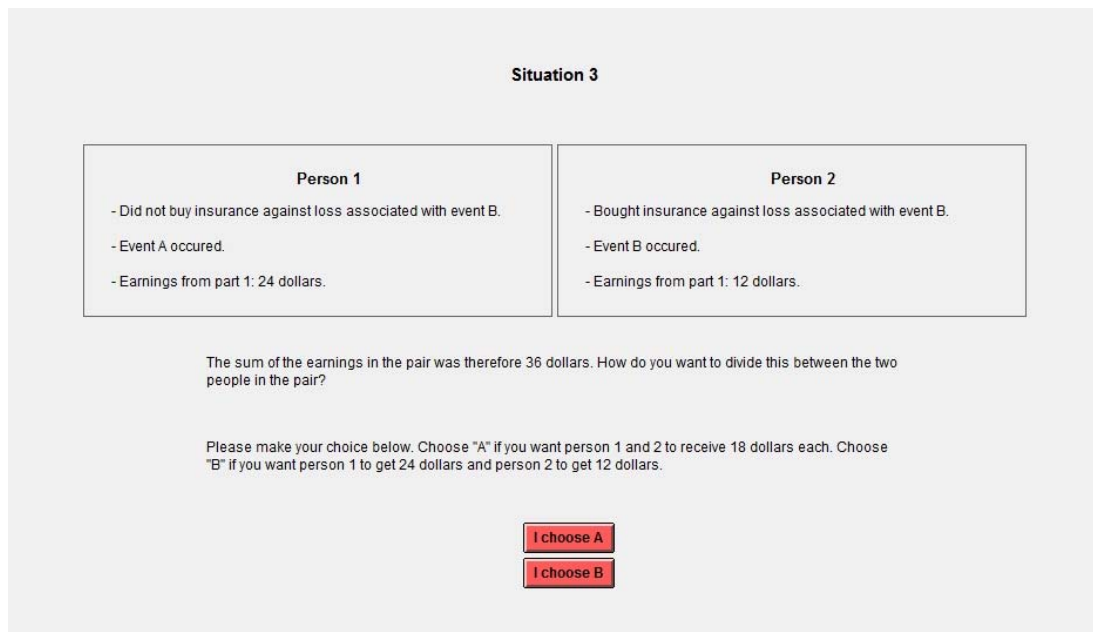 Situation 3
Person 1
- Did not buy insurance against loss associated with event B.
- Event A occured.
- Earnings from part 1: 24 dollars.
Person 2
- Bought insurance against loss associated with event B.
- Event B occured.
- Earnings from part 1: 12 dollars.
The sum of the earnings in the pair was therefore 36 dollars. How do you want to divide this between the two
people in the pair?
Please make your choice below. Choose "A" if you want person 1 and 2 to receive 18 dollars each. Choose
"B" if you want person 1 to get 24 dollars and person 2 to get 12 dollars.
I choose A
I choose B